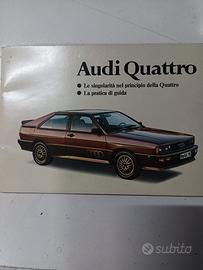 Audi Quattro
● Le singolarità nel principio della Quattro
● La pratica di guida
subito